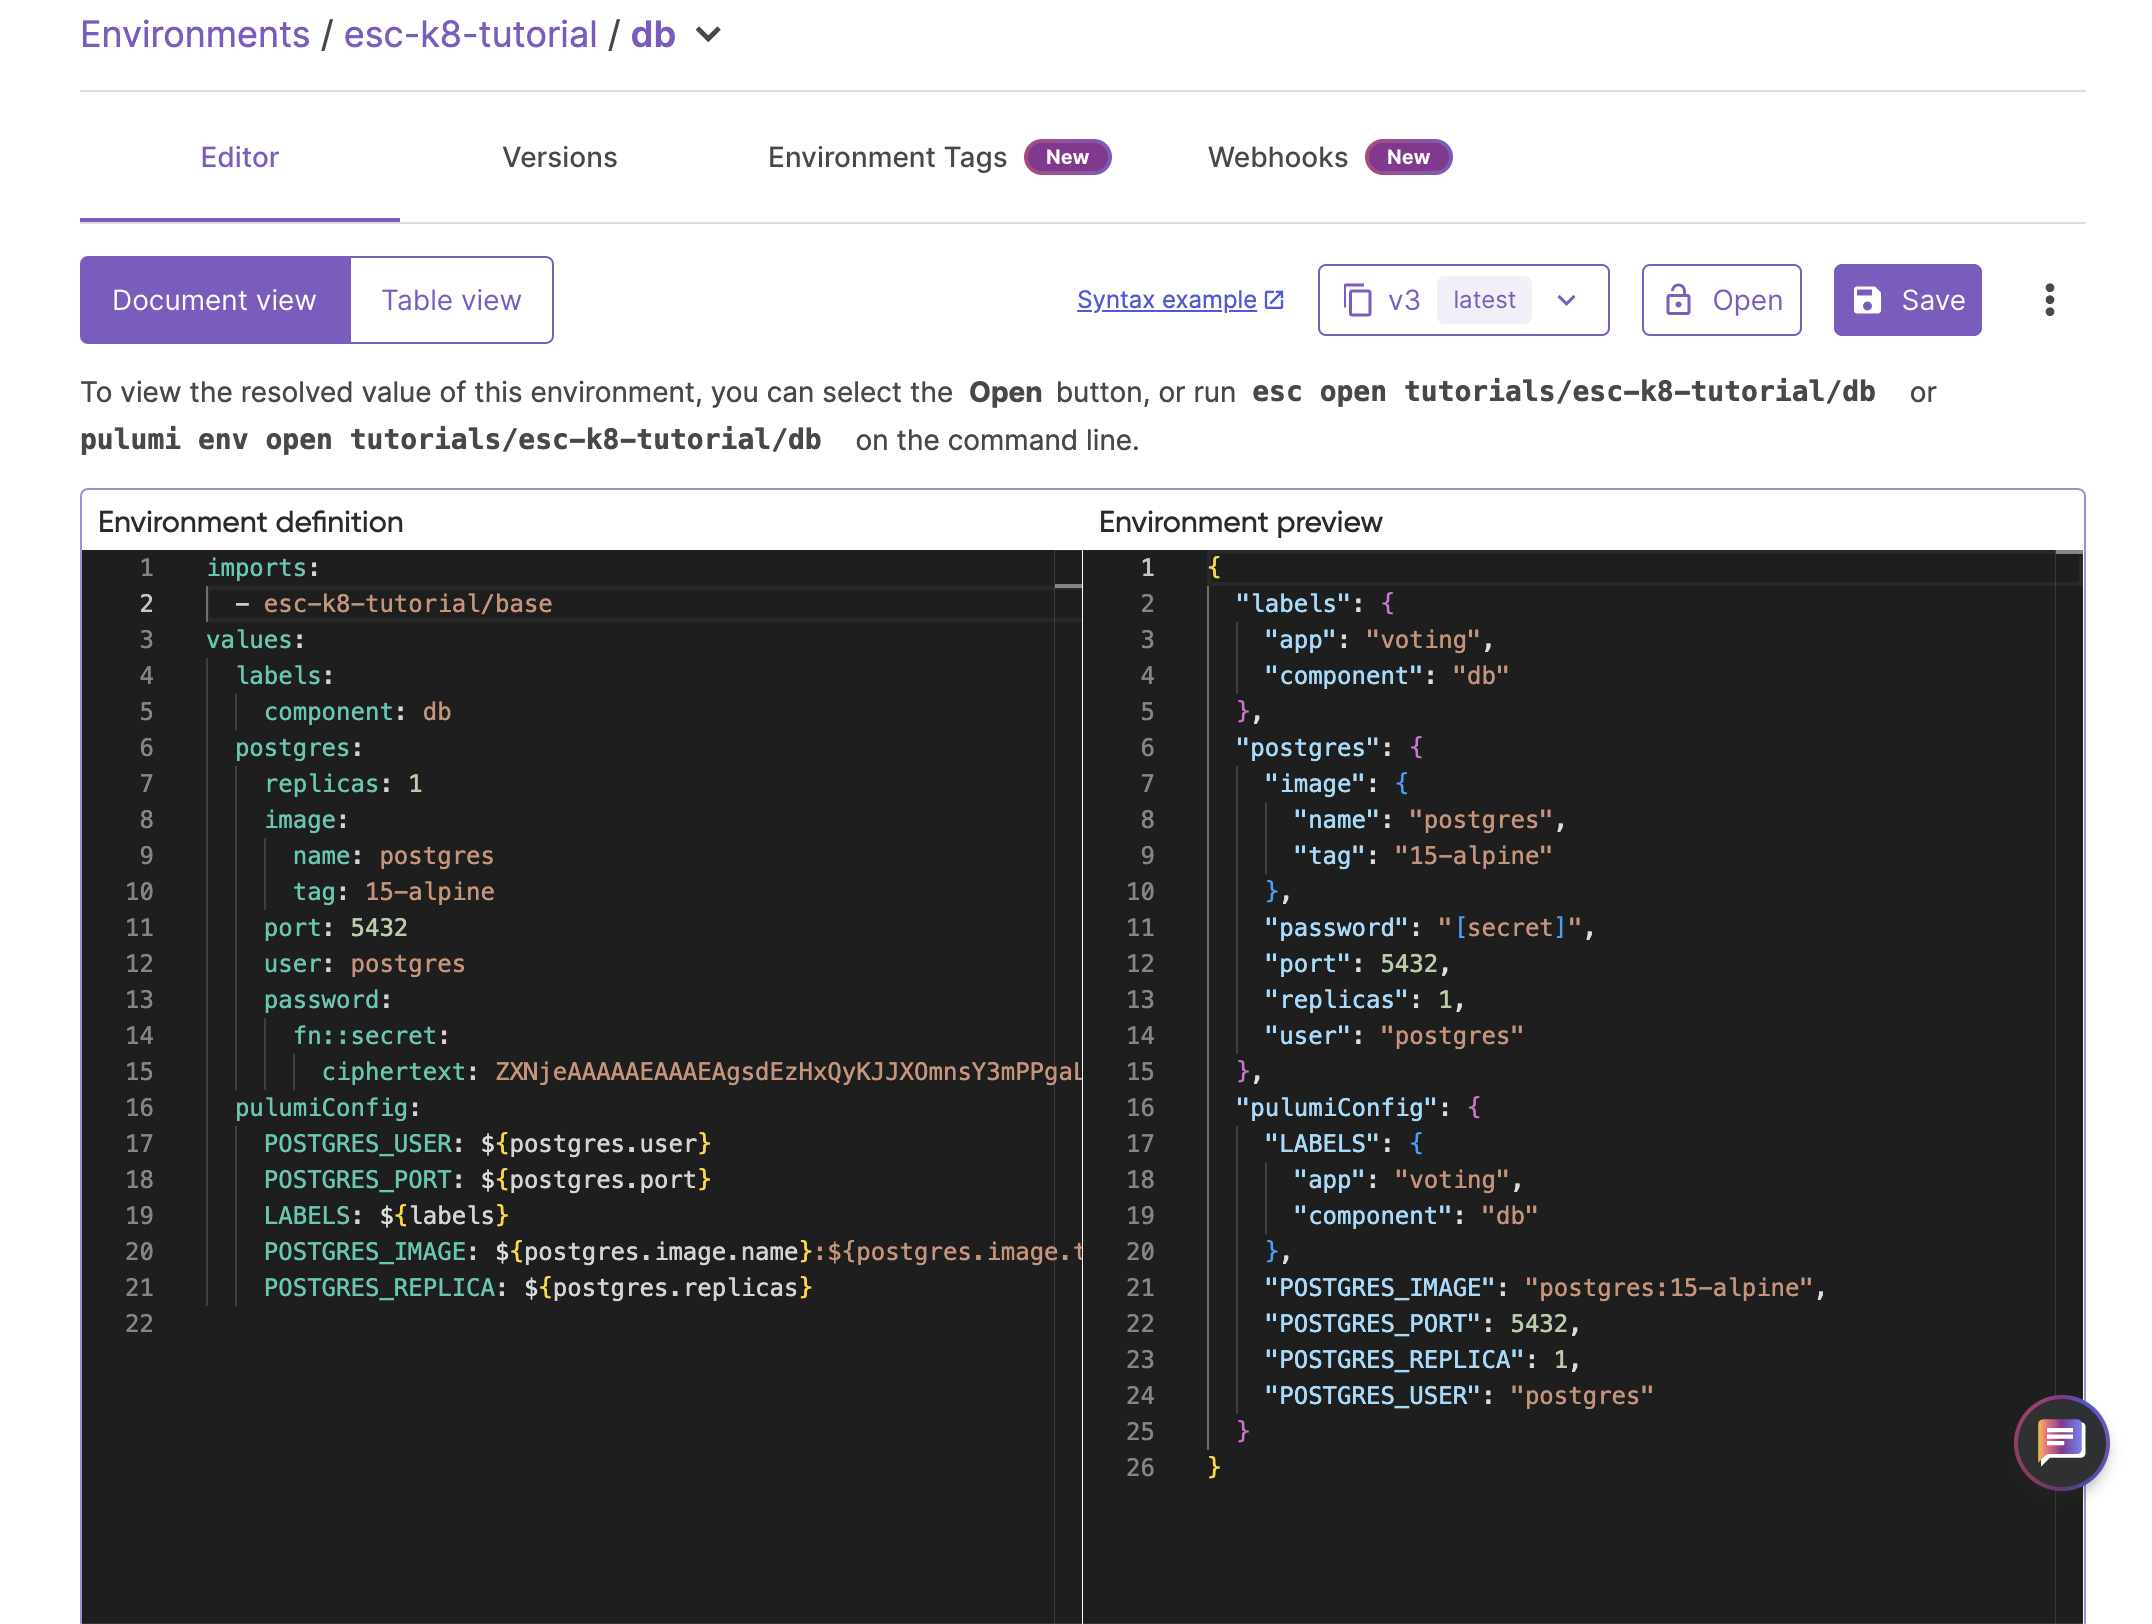 Environments / esc-k8-tutorial / db
Editor Versions Environment Tags New Webhooks New
Document view Table view Syntax example v3 latest Open Save
To view the resolved value of this environment, you can select the Open button, or run esc open tutorials/esc-k8-tutorial/db or
pulumi env open tutorials/esc-k8-tutorial/db on the command line.
Environment definition
1 imports:
2 - esc-k8-tutorial/base
3 values:
4 labels:
5 component: db
6 postgres:
7 replicas: 1
8 image:
9 name: postgres
10 tag: 15-alpine
11 port: 5432
12 user: postgres
13 password:
14 fn::secret:
15 ciphertext: ZXNjeAAAAAEAAAEAgsdEzHxQyKJJXOmnsY3mPPgaL
16 pulumiConfig:
17 POSTGRES_USER: ${postgres.user}
18 POSTGRES_PORT: ${postgres.port}
19 LABELS: ${labels}
20 POSTGRES_IMAGE: ${postgres.image.name}:${postgres.image.t
21 POSTGRES_REPLICA: ${postgres.replicas}
22
Environment preview
1 {
2 "labels": {
3 "app": "voting",
4 "component": "db"
5 },
6 "postgres": {
7 "image": {
8 "name": "postgres",
9 "tag": "15-alpine"
10 },
11 "password": "[secret]",
12 "port": 5432,
13 "replicas": 1,
14 "user": "postgres"
15 },
16 "pulumiConfig": {
17 "LABELS": {
18 "app": "voting",
19 "component": "db"
20 },
21 "POSTGRES_IMAGE": "postgres:15-alpine",
22 "POSTGRES_PORT": 5432,
23 "POSTGRES_REPLICA": 1,
24 "POSTGRES_USER": "postgres"
25 }
26 }